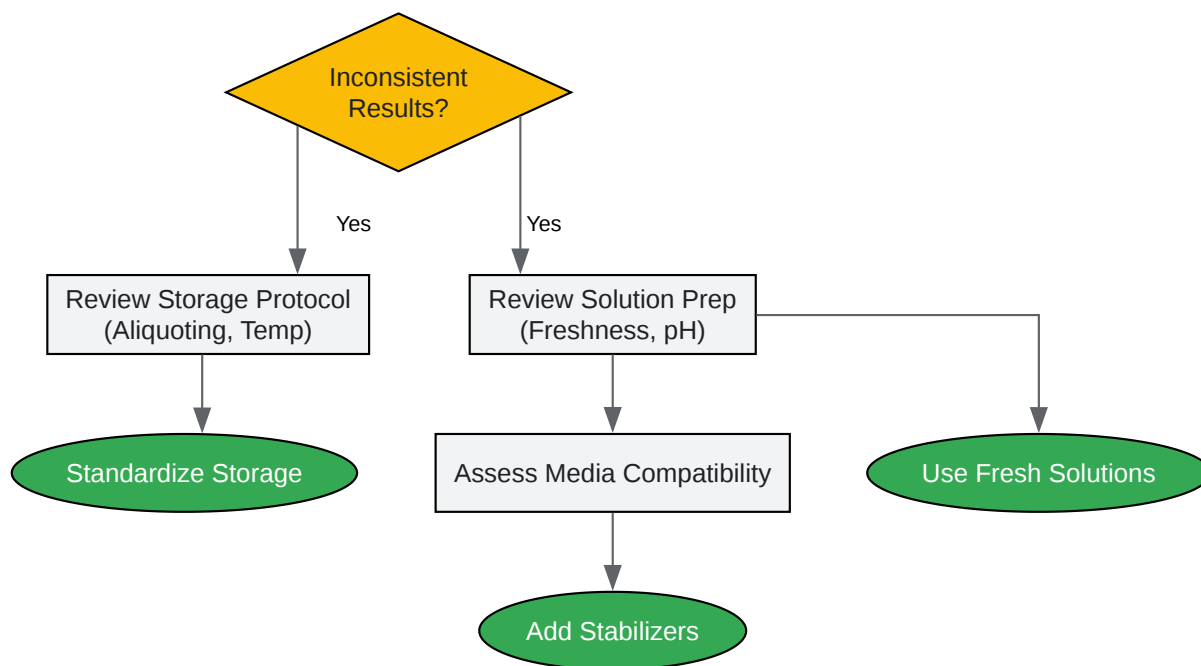 Inconsistent
Results?
Yes
Yes
Review Storage Protocol
(Aliquoting, Temp)
Review Solution Prep
(Freshness, pH)
Standardize Storage
Assess Media Compatibility
Use Fresh Solutions
Add Stabilizers